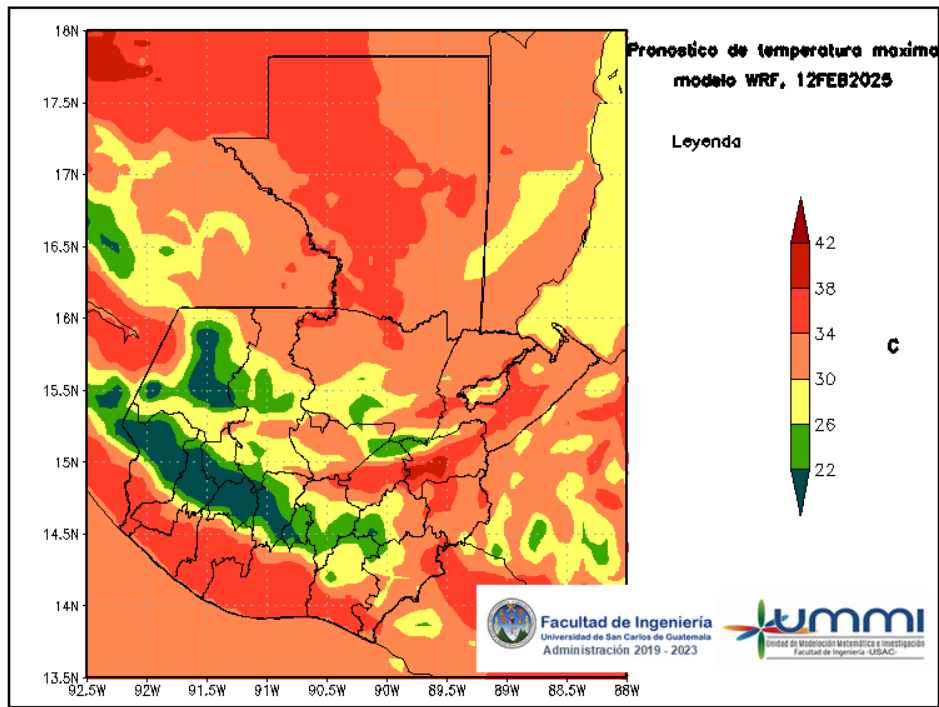 Pronostico de temperatura maxima
modelo WRF, 12FEB2025
Leyenda
42
38
34
30
26
22
C
18N
17.5N
17N
16.5N
16N
15.5N
15N
14.5N
14N
13.5N
92.5W
92W
91.5W
91W
90.5W
90W
89.5W
89W
88.5W
88W
Facultad de Ingeniería
Universidad de San Carlos de Guatemala
Administración 2019 - 2023
ummi
Unidad de Modelación Matemática e Investigación
Facultad de Ingeniería -USAC-